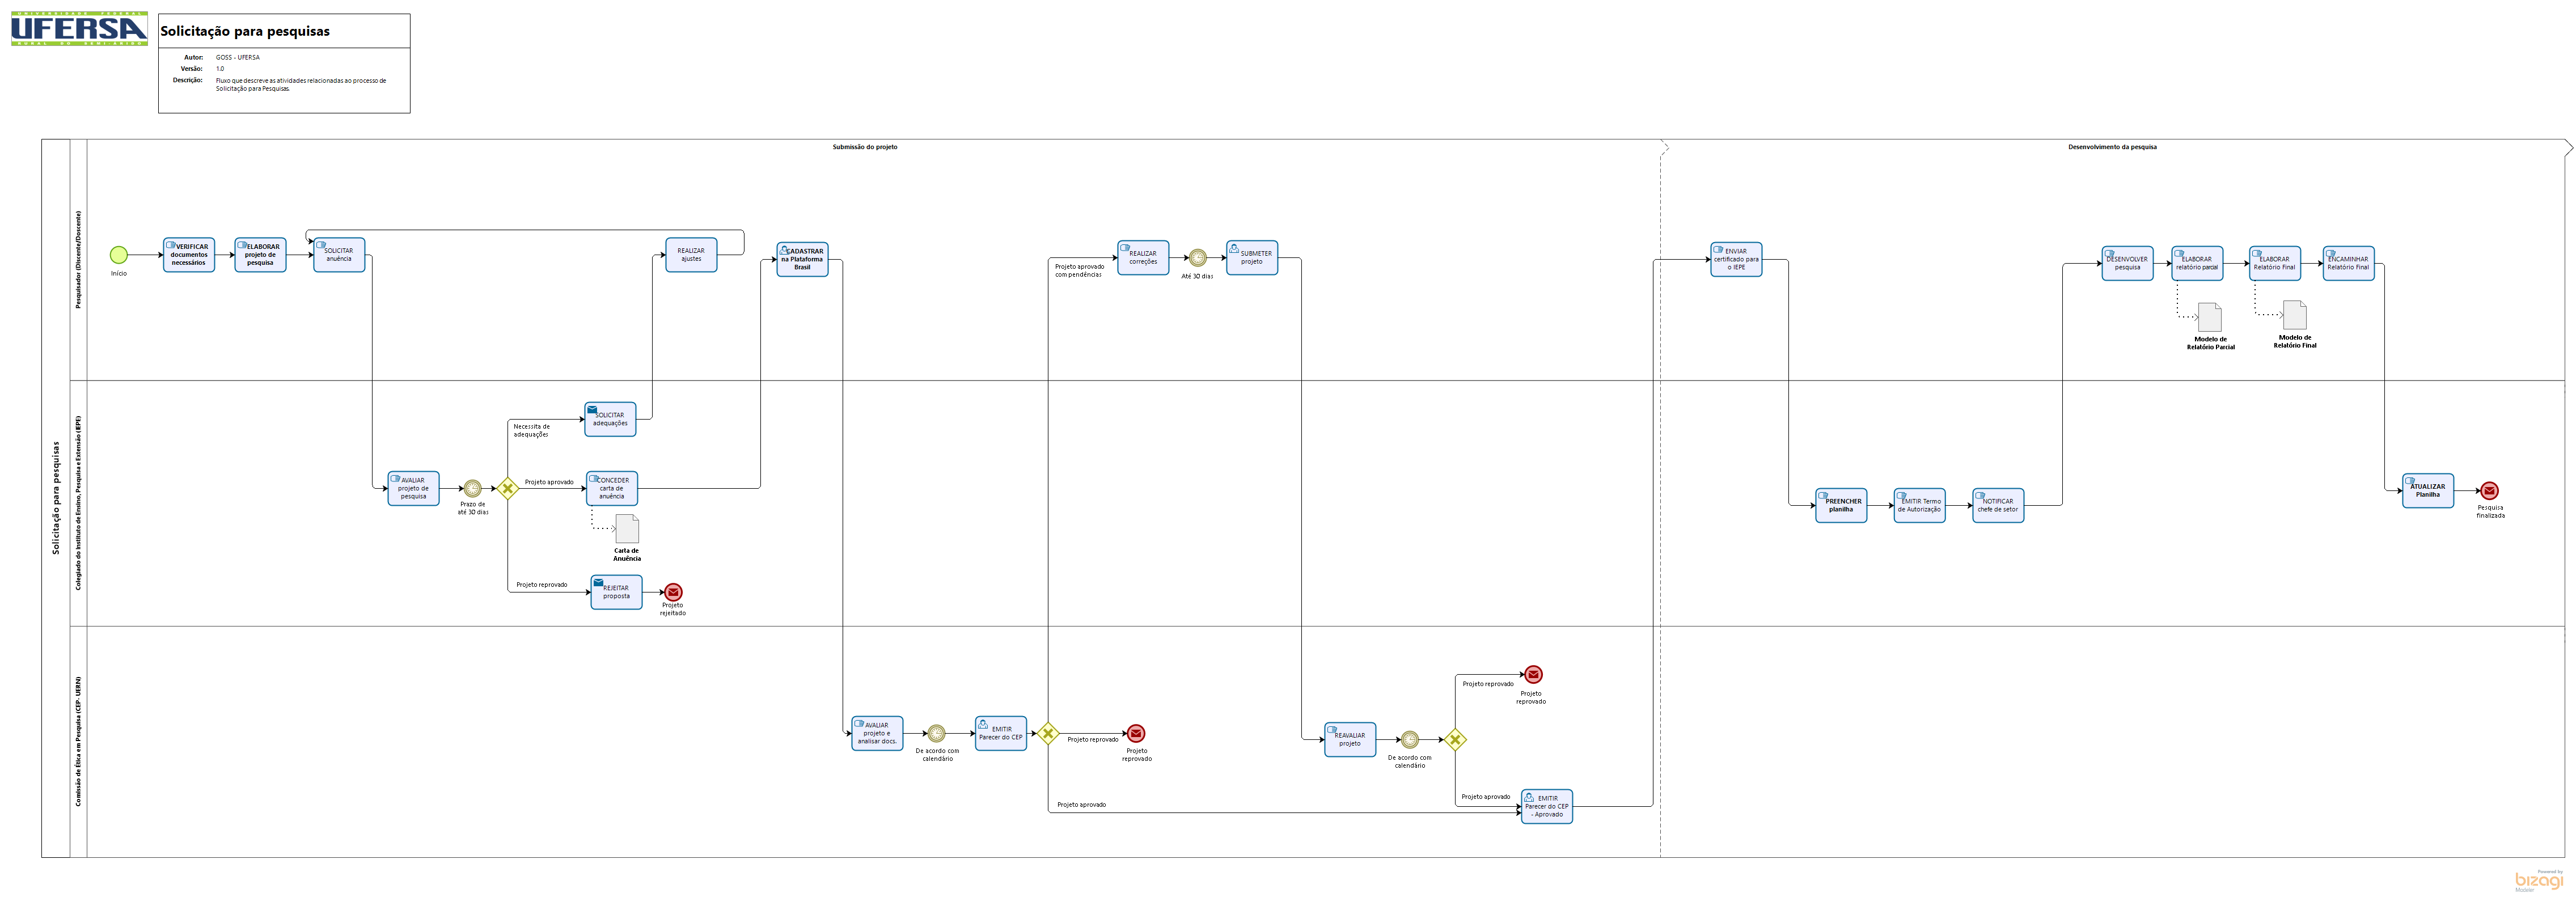 UNIVERSIDADE FEDERAL
UFERSA
RURAL DO SEMI-ÁRIDO
Solicitação para pesquisas
Autor: GOSS - UFERSA
Versão: 1.0
Descrição: Fluxo que descreve as atividades relacionadas ao processo de
Solicitação para Pesquisas.
Submissão do projeto
Desenvolvimento da pesquisa
Solicitação para pesquisas
Pesquisador (Discente/Doscente)
Início
VERIFICAR
documentos
necessários
ELABORAR
projeto de
pesquisa
SOLICITAR
anuência
REALIZAR
ajustes
CADASTRAR
na Plataforma
Brasil
Projeto aprovado
com pendências
REALIZAR
correções
Até 30 dias
SUBMETER
projeto
ENVIAR
certificado para
o IEPE
DESENVOLVER
pesquisa
ELABORAR
relatório parcial
ELABORAR
Relatório Final
ENCAMINHAR
Relatório Final
Modelo de
Relatório Parcial
Modelo de
Relatório Final
Colegiado do Instituto de Ensino, Pesquisa e Extensão (IEPE)
AVALIAR
projeto de
pesquisa
Prazo de
até 30 dias
Necessita de
adequações
SOLICITAR
adequações
Projeto aprovado
CONCEDER
carta de
anuência
Carta de
Anuência
Projeto reprovado
REJEITAR
proposta
Projeto
rejeitado
PREENCHER
planilha
EMITIR Termo
de Autorização
NOTIFICAR
chefe de setor
ATUALIZAR
Planilha
Pesquisa
finalizada
Comissão de Ética em Pesquisa (CEP- UERN)
AVALIAR
projeto e
analisar docs.
De acordo com
calendário
EMITIR
Parecer do CEP
Projeto reprovado
Projeto
reprovado
Projeto aprovado
REAVALIAR
projeto
De acordo com
calendário
Projeto reprovado
Projeto
reprovado
Projeto aprovado
EMITIR
Parecer do CEP
- Aprovado
Powered by
bizagi
Modeler